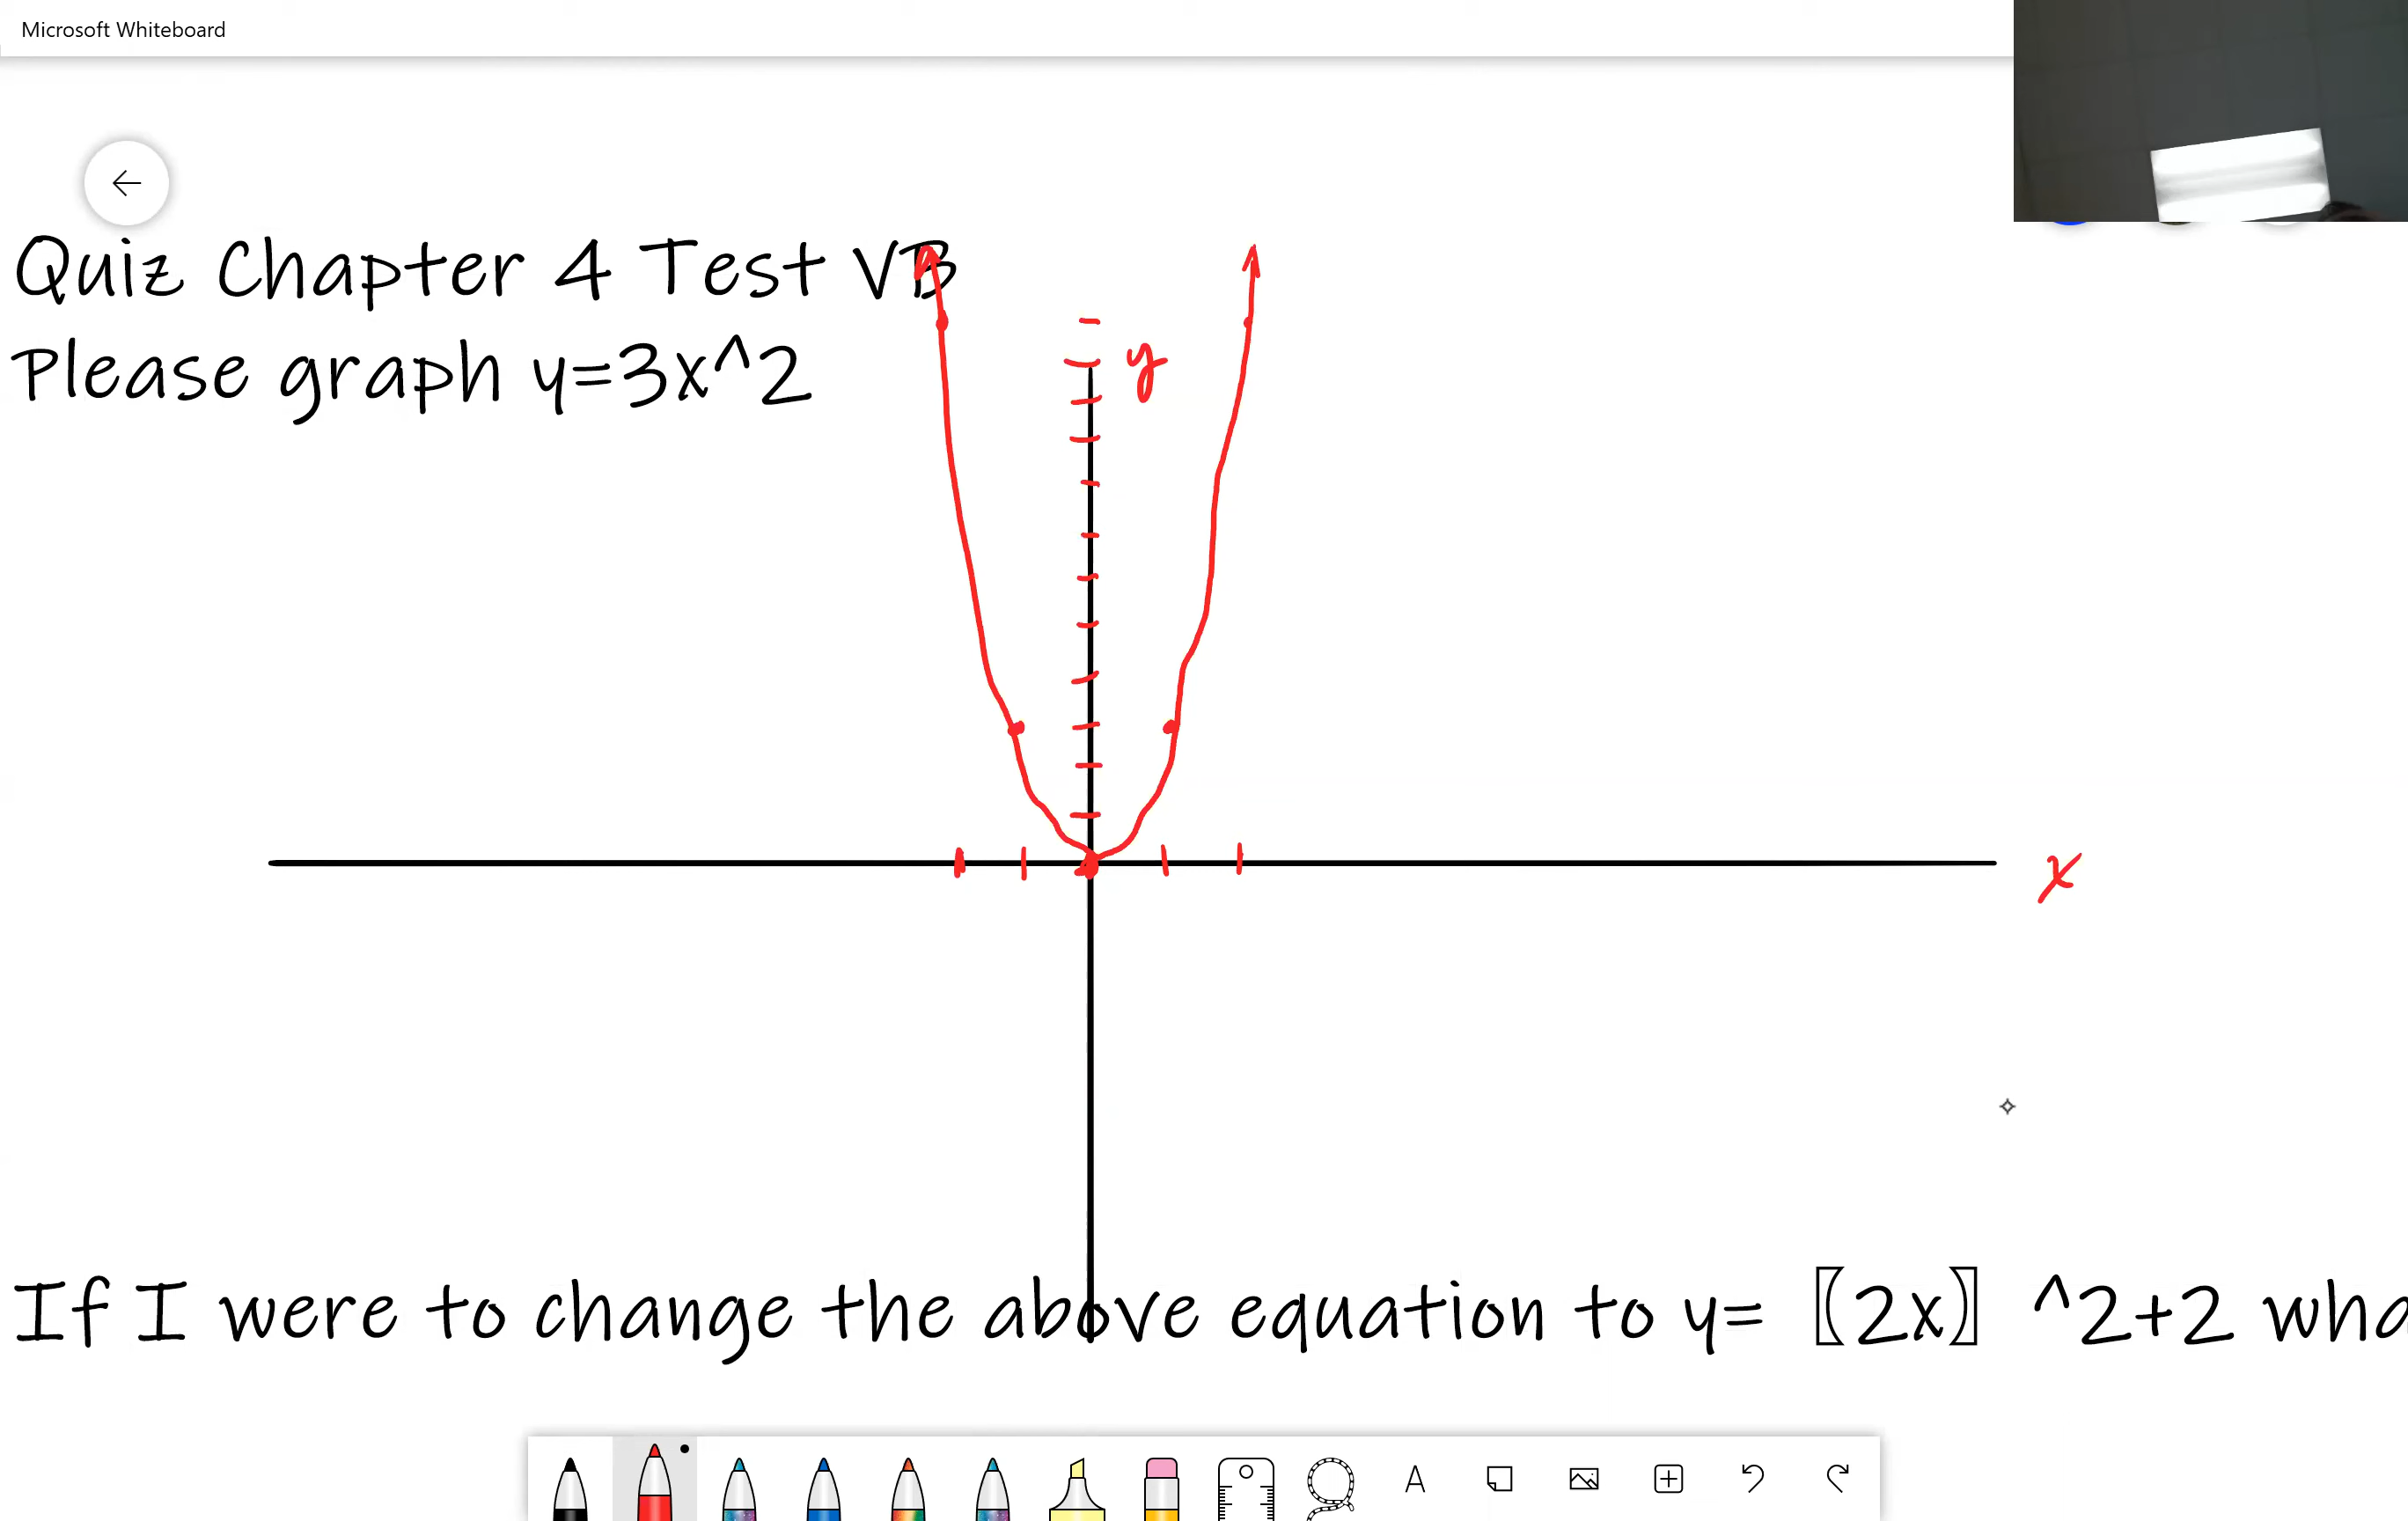 Microsoft Whiteboard
Quiz Chapter 4 Test VB
Please graph y=3x^2
y
x
If I were to change the above equation to y=〖(2x)〗^2+2